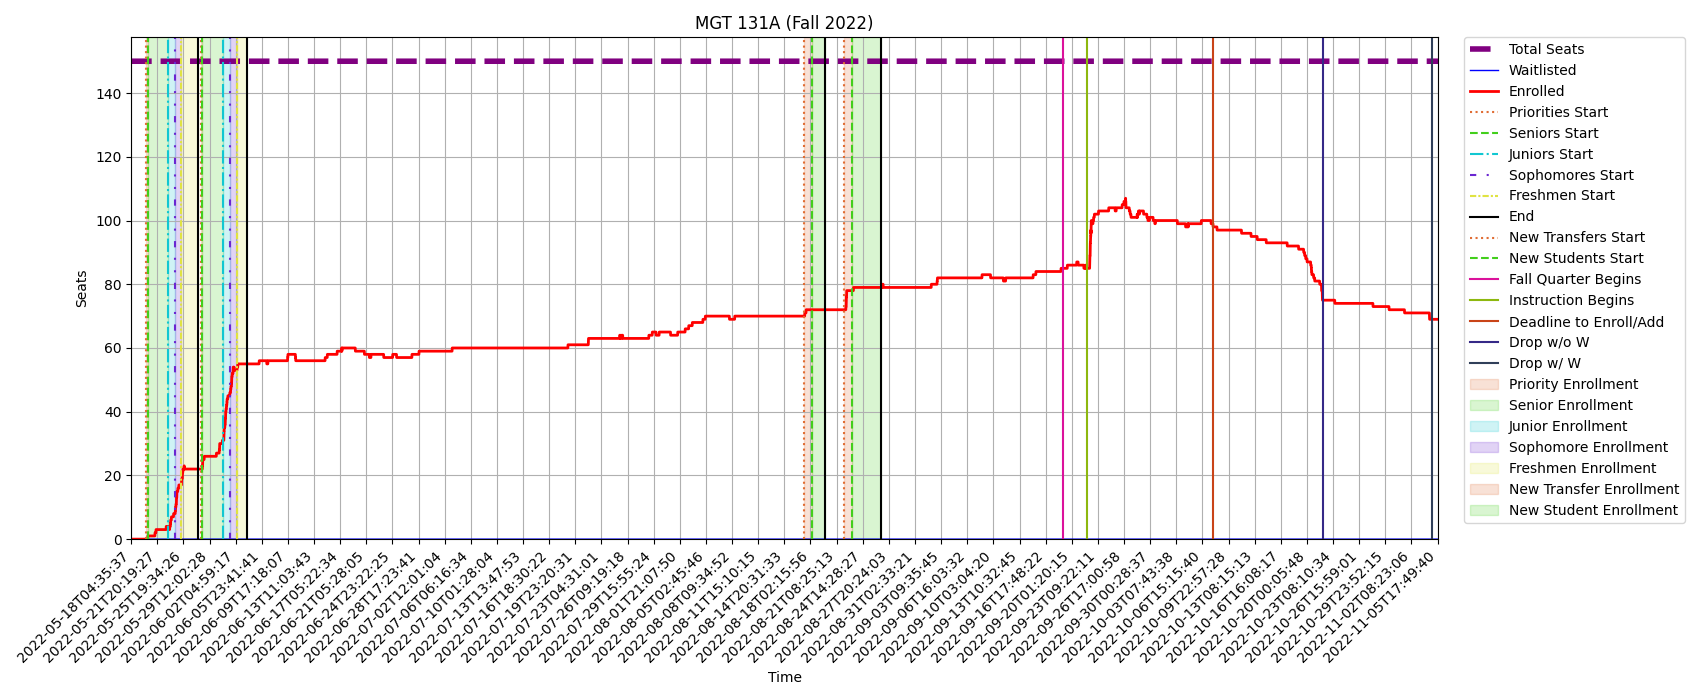 MGT 131A (Fall 2022)
Seats
140
120
100
80
60
40
20
0
2022-05-18T04:35:37
2022-05-21T20:19:27
2022-05-25T19:34:26
2022-05-29T12:02:28
2022-06-02T04:59:17
2022-06-05T23:41:41
2022-06-09T17:18:07
2022-06-13T11:03:43
2022-06-17T05:22:34
2022-06-21T05:28:05
2022-06-24T23:22:25
2022-06-28T17:23:41
2022-07-02T12:01:04
2022-07-06T06:16:34
2022-07-10T01:28:04
2022-07-13T13:47:53
2022-07-16T18:30:22
2022-07-19T23:20:31
2022-07-23T04:31:01
2022-07-26T09:19:18
2022-07-29T15:55:24
2022-08-01T21:07:50
2022-08-05T02:45:46
2022-08-08T09:34:52
2022-08-11T15:10:15
2022-08-14T20:31:33
2022-08-18T02:15:56
2022-08-21T08:25:13
2022-08-24T14:28:27
2022-08-27T20:24:03
2022-08-31T02:33:21
2022-09-03T09:35:45
2022-09-06T16:03:32
2022-09-10T03:04:20
2022-09-13T10:32:45
2022-09-16T17:48:22
2022-09-20T01:20:15
2022-09-23T09:22:11
2022-09-26T17:00:58
2022-09-30T00:28:37
2022-10-03T07:43:38
2022-10-06T15:15:40
2022-10-09T22:57:28
2022-10-13T08:15:13
2022-10-16T16:08:17
2022-10-20T00:05:48
2022-10-23T08:10:34
2022-10-26T15:59:01
2022-10-29T23:52:15
2022-11-02T08:23:06
2022-11-05T17:49:40
Time
Total Seats
Waitlisted
Enrolled
Priorities Start
Seniors Start
Juniors Start
Sophomores Start
Freshmen Start
End
New Transfers Start
New Students Start
Fall Quarter Begins
Instruction Begins
Deadline to Enroll/Add
Drop w/o W
Drop w/ W
Priority Enrollment
Senior Enrollment
Junior Enrollment
Sophomore Enrollment
Freshmen Enrollment
New Transfer Enrollment
New Student Enrollment